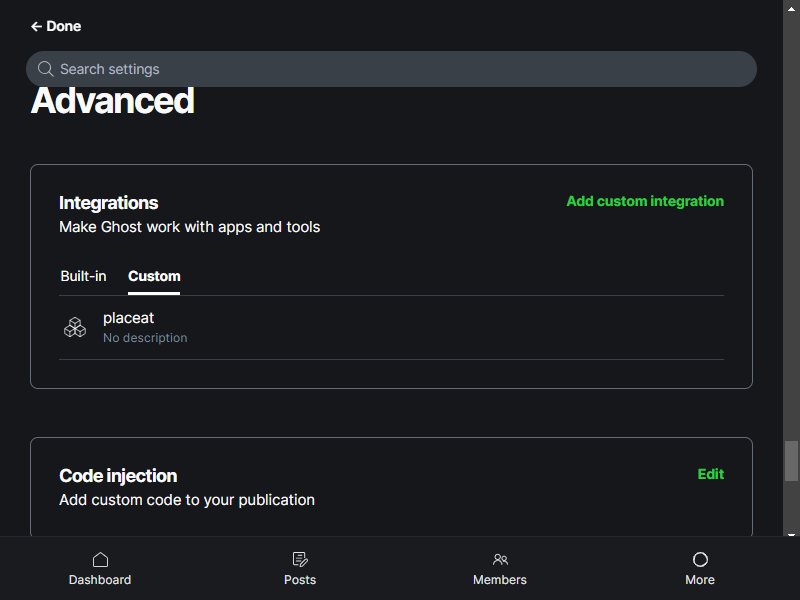 ← Done
Search settings
Advanced
Integrations
Add custom integration
Make Ghost work with apps and tools
Built-in
Custom
placeat
No description
Code injection
Edit
Add custom code to your publication
Dashboard
Posts
Members
More